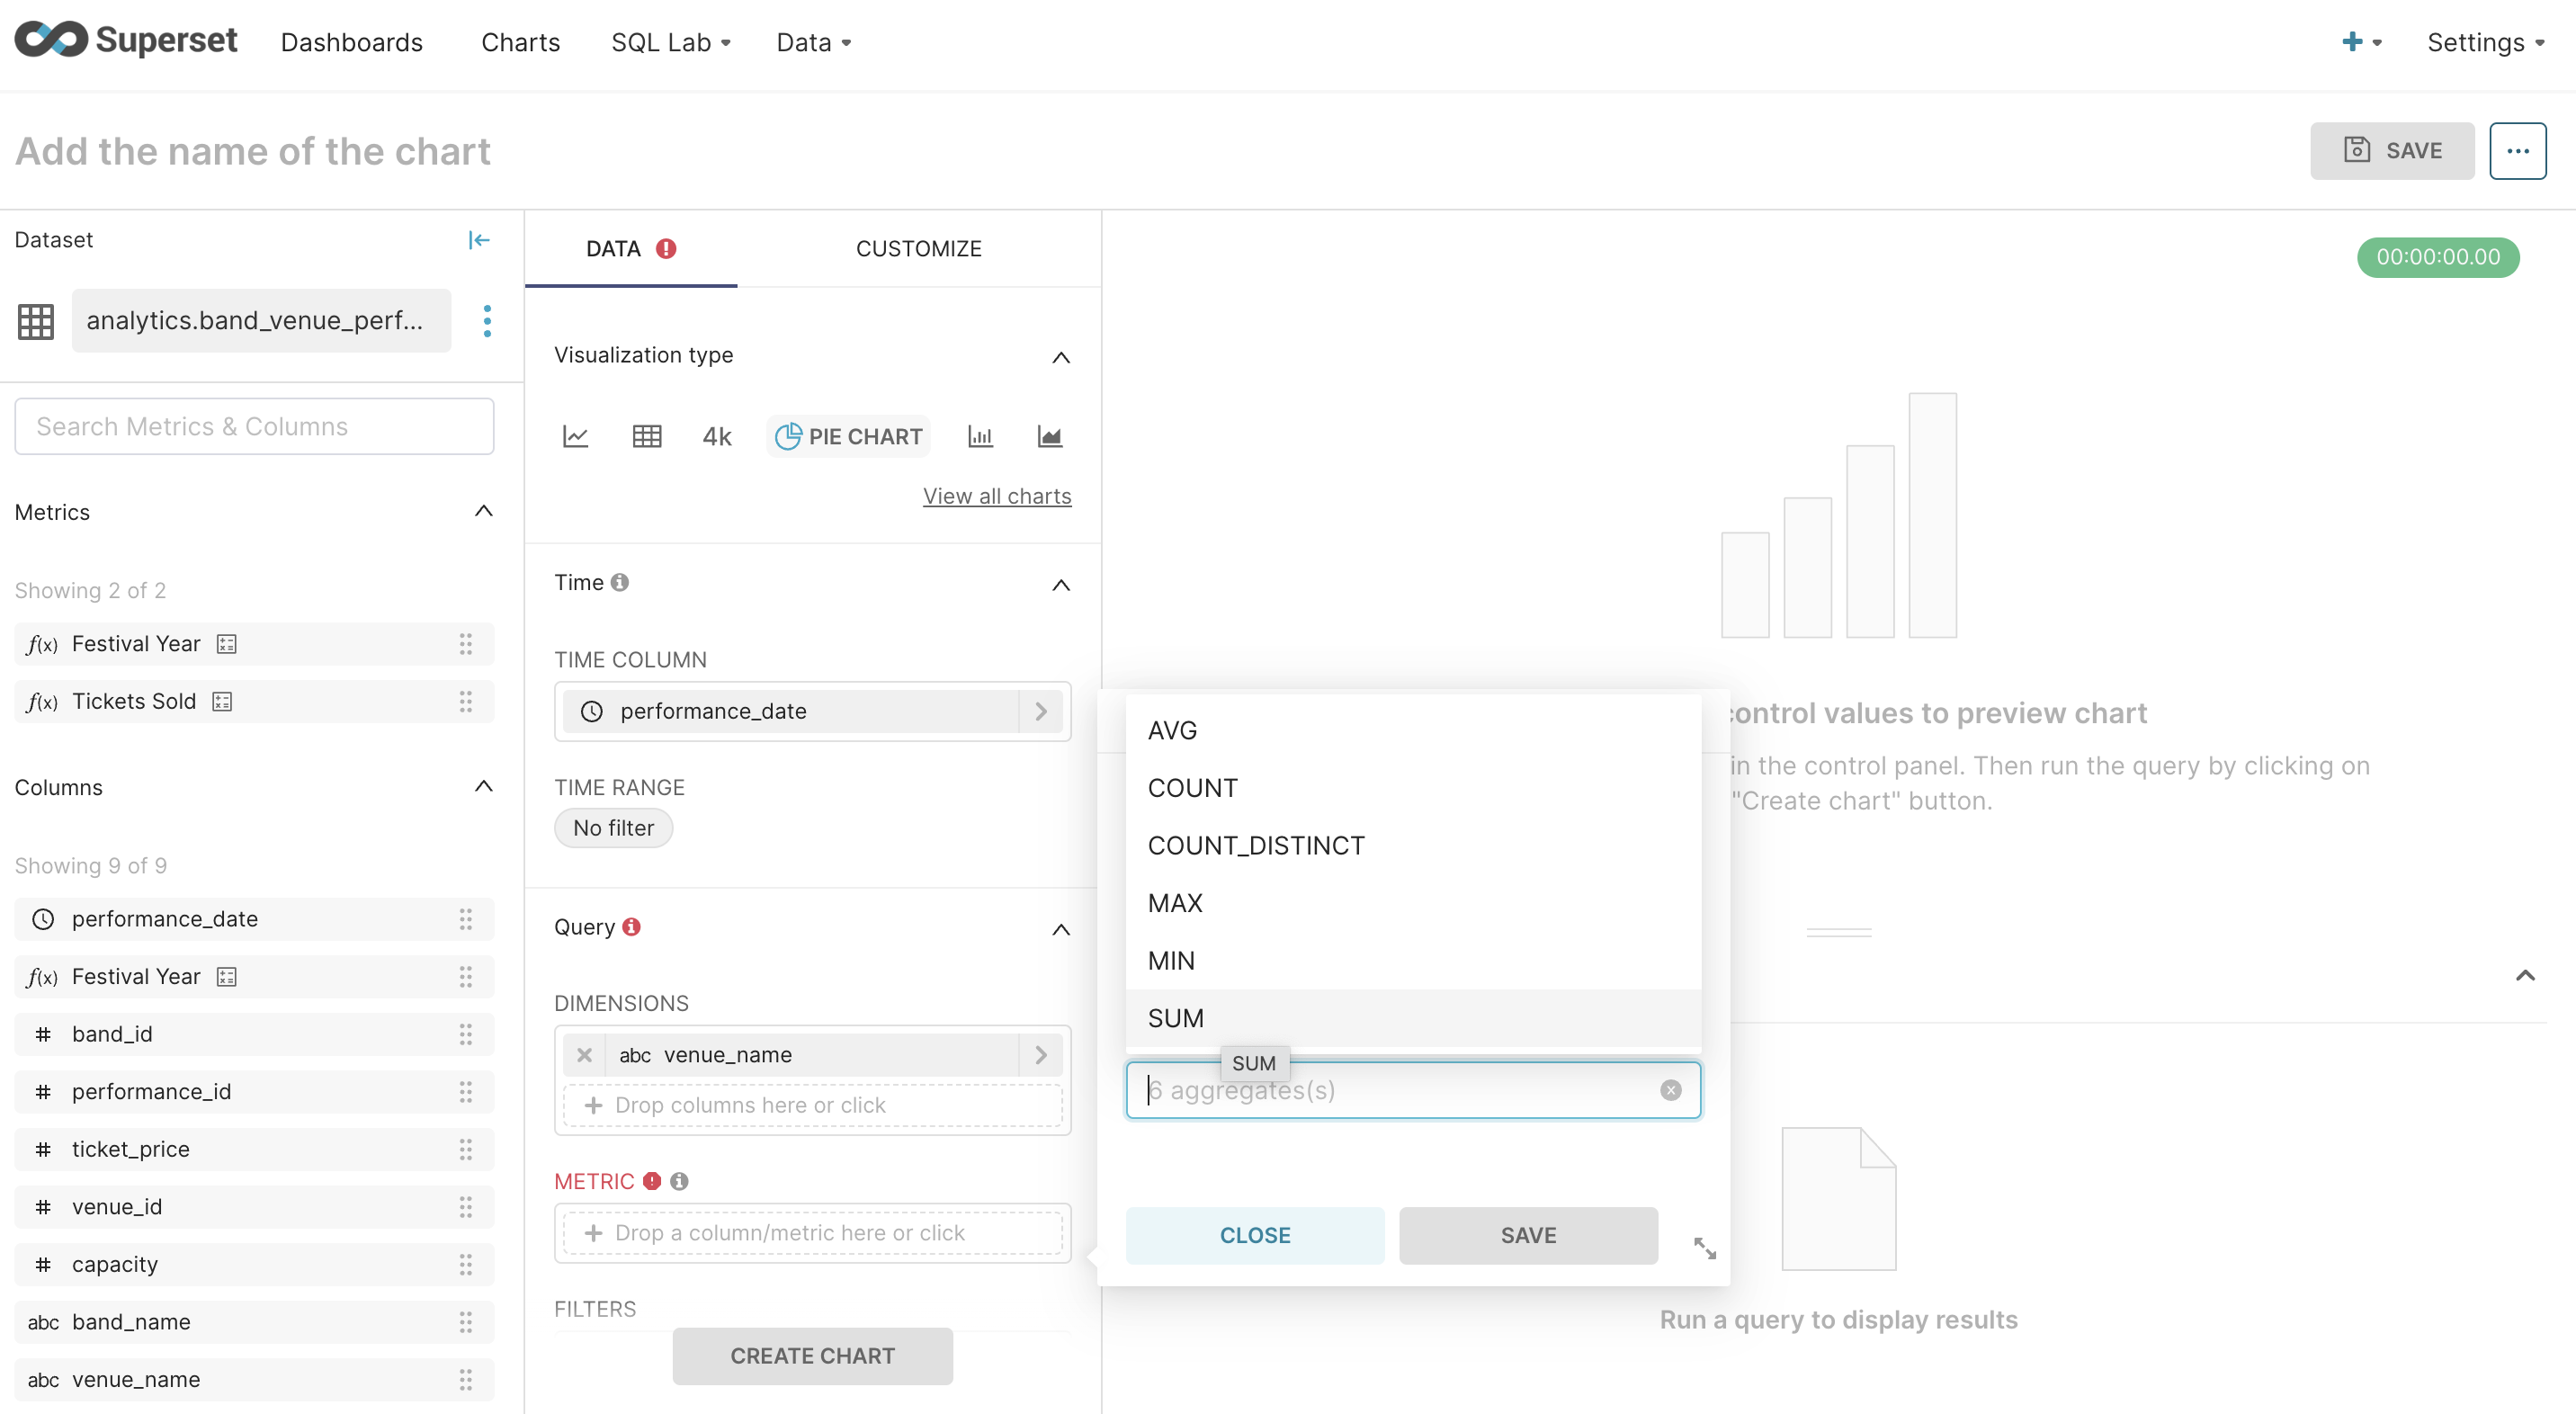 Superset
Dashboards
Charts
SQL Lab
Data
+
Settings
Add the name of the chart
SAVE
...
Dataset
analytics.band_venue_perf...
Search Metrics & Columns
Metrics
Showing 2 of 2
f(x) Festival Year
f(x) Tickets Sold
Columns
Showing 9 of 9
performance_date
f(x) Festival Year
# band_id
# performance_id
# ticket_price
# venue_id
# capacity
abc band_name
abc venue_name
DATA
CUSTOMIZE
Visualization type
4k
PIE CHART
View all charts
Time
TIME COLUMN
performance_date
TIME RANGE
No filter
Query
DIMENSIONS
abc venue_name
+ Drop columns here or click
METRIC
+ Drop a column/metric here or click
FILTERS
CREATE CHART
AVG
COUNT
COUNT_DISTINCT
MAX
MIN
SUM
SUM
6 aggregates(s)
CLOSE
SAVE
00:00:00.00
control values to preview chart
in the control panel. Then run the query by clicking on
"Create chart" button.
Run a query to display results